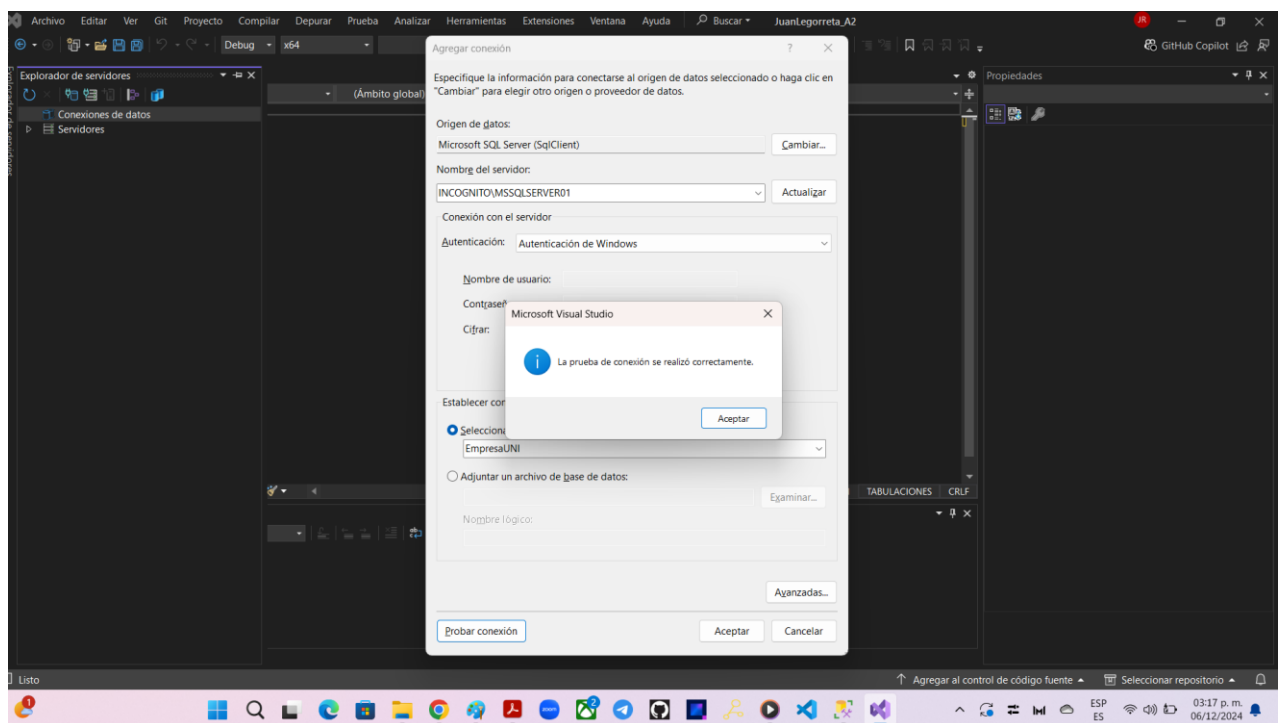 Archivo Editar Ver Git Proyecto Compilar Depurar Prueba Analizar Herramientas Extensiones Ventana Ayuda Buscar JuanLegorreta_A2 JR
Debug x64 GitHub Copilot
Agregar conexión ? ×
Explorador de servidores
Propiedades
Especifique la información para conectarse al origen de datos seleccionado o haga clic en
"Cambiar" para elegir otro origen o proveedor de datos.
(Ámbito global)
Conexiones de datos
Servidores
Origen de datos:
Microsoft SQL Server (SqlClient) Cambiar...
Nombre del servidor:
INCOGNITO\MSSQLSERVER01 Actualizar
Conexión con el servidor
Autenticación: Autenticación de Windows
Nombre de usuario:
Contraseñ
Cifrar:
Microsoft Visual Studio
La prueba de conexión se realizó correctamente.
Aceptar
Establecer con
Selecciona
EmpresaUNI
Adjuntar un archivo de base de datos:
Examinar...
Nombre lógico:
TABULACIONES CRLF
Avanzadas...
Probar conexión Aceptar Cancelar
Listo Agregar al control de código fuente Seleccionar repositorio
ESP
ES
03:17 p. m.
06/12/2024